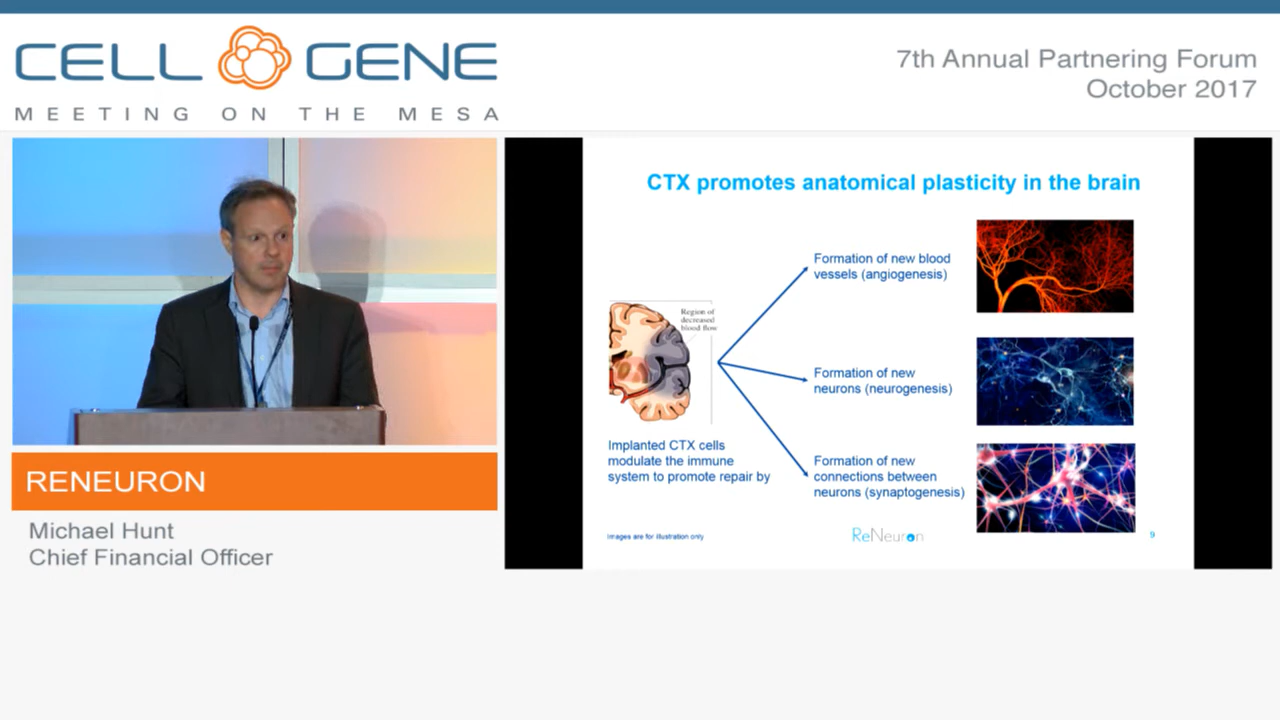 CELL GENE
MEETING ON THE MESA
7th Annual Partnering Forum
October 2017
RENEURON
Michael Hunt
Chief Financial Officer
CTX promotes anatomical plasticity in the brain
Region of
decreased
blood flow
Implanted CTX cells
modulate the immune
system to promote repair by
Formation of new blood
vessels (angiogenesis)
Formation of new
neurons (neurogenesis)
Formation of new
connections between
neurons (synaptogenesis)
Images are for illustration only
ReNeuron
9